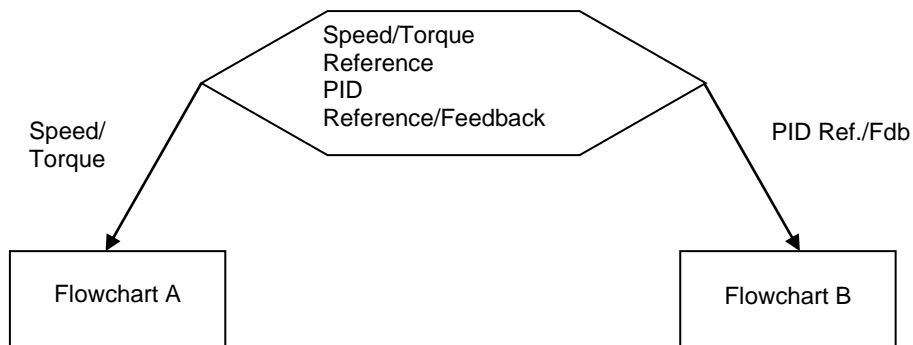 Speed/Torque
Reference
PID
Reference/Feedback
Speed/
Torque
PID Ref./Fdb
Flowchart A
Flowchart B